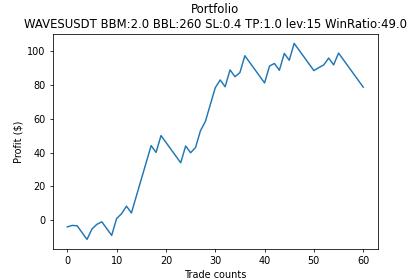 Portfolio
WAVESUSDT BBM:2.0 BBL:260 SL:0.4 TP:1.0 lev:15 WinRatio:49.0
100
80
60
40
20
0
Profit ($)
0 10 20 30 40 50 60
Trade counts